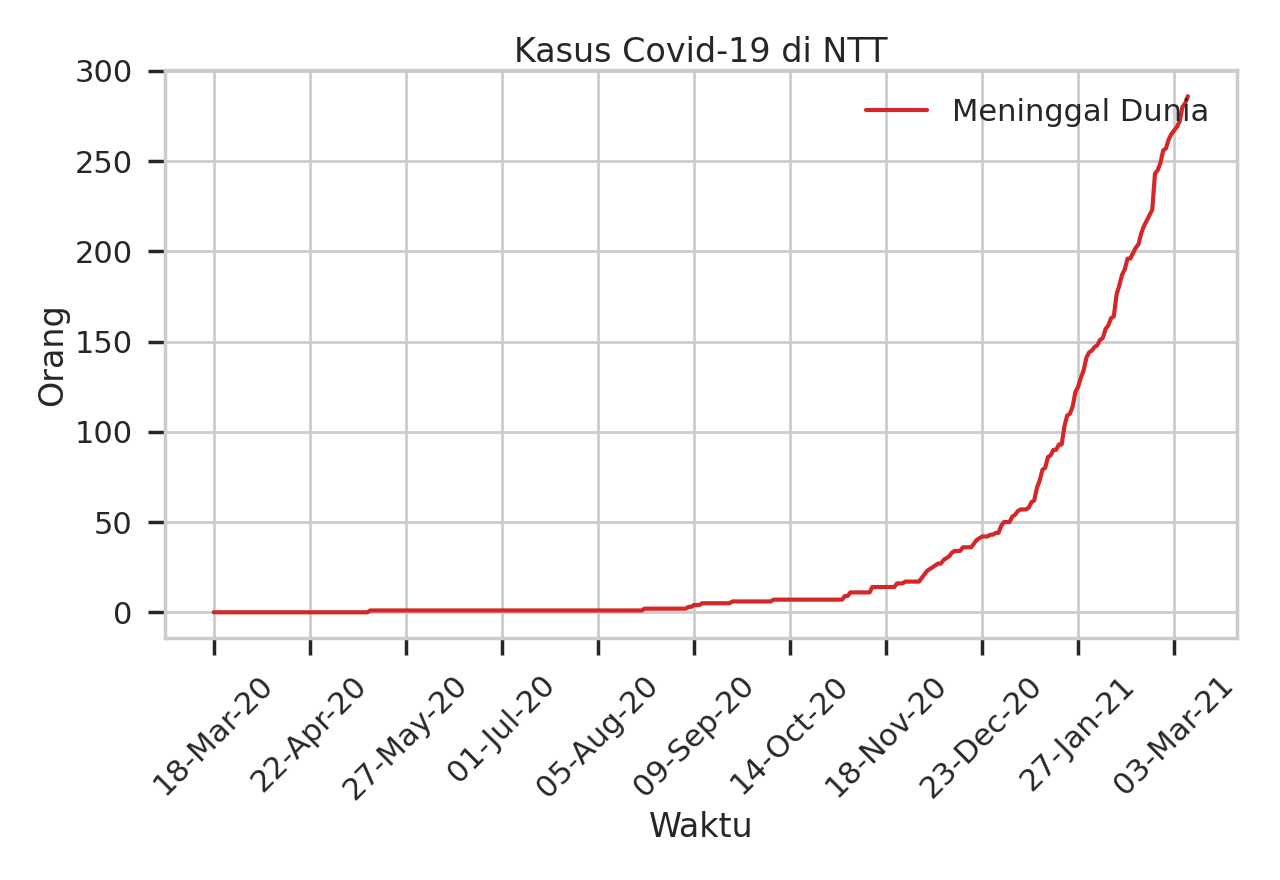 Kasus Covid-19 di NTT
Meninggal Dunia
300
250
200
150
100
50
0
Orang
18-Mar-20
22-Apr-20
27-May-20
01-Jul-20
05-Aug-20
09-Sep-20
14-Oct-20
18-Nov-20
23-Dec-20
27-Jan-21
03-Mar-21
Waktu